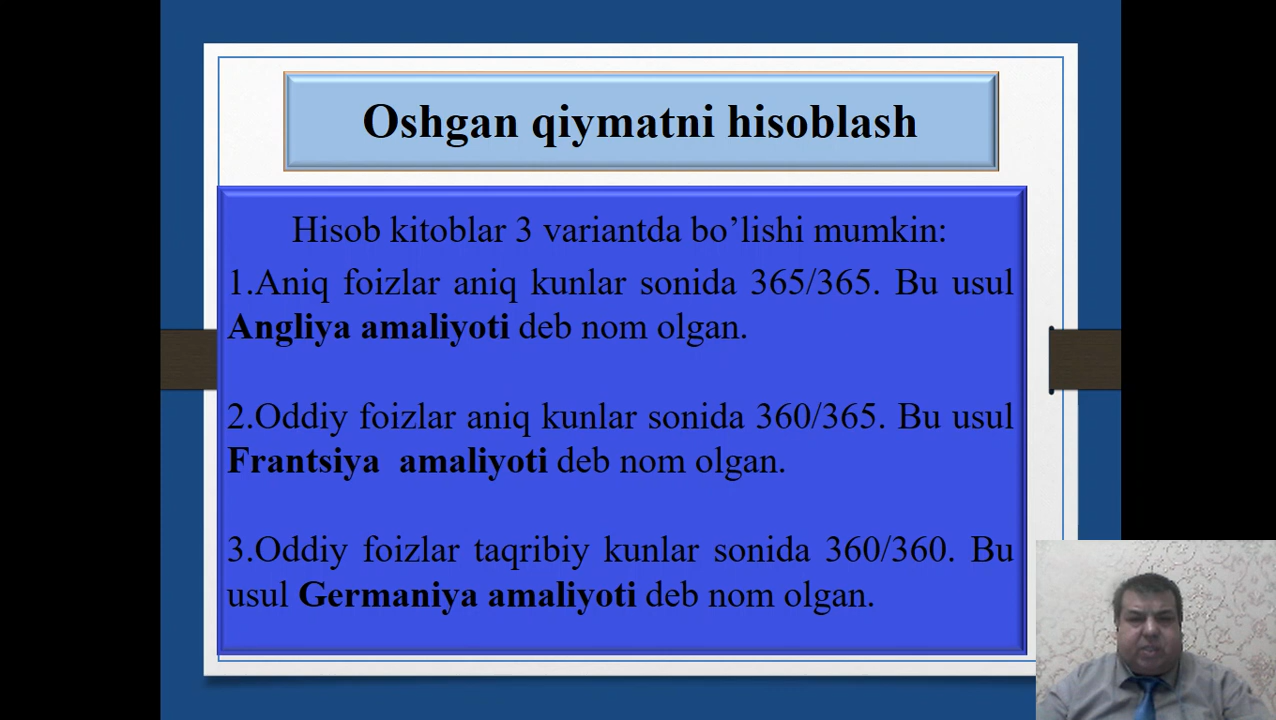 Oshgan qiymatni hisoblash
Hisob kitoblar 3 variantda bo’lishi mumkin:
1.Aniq foizlar aniq kunlar sonida 365/365. Bu usul
Angliya amaliyoti deb nom olgan.
2.Oddiy foizlar aniq kunlar sonida 360/365. Bu usul
Frantsiya amaliyoti deb nom olgan.
3.Oddiy foizlar taqribiy kunlar sonida 360/360. Bu
usul Germaniya amaliyoti deb nom olgan.